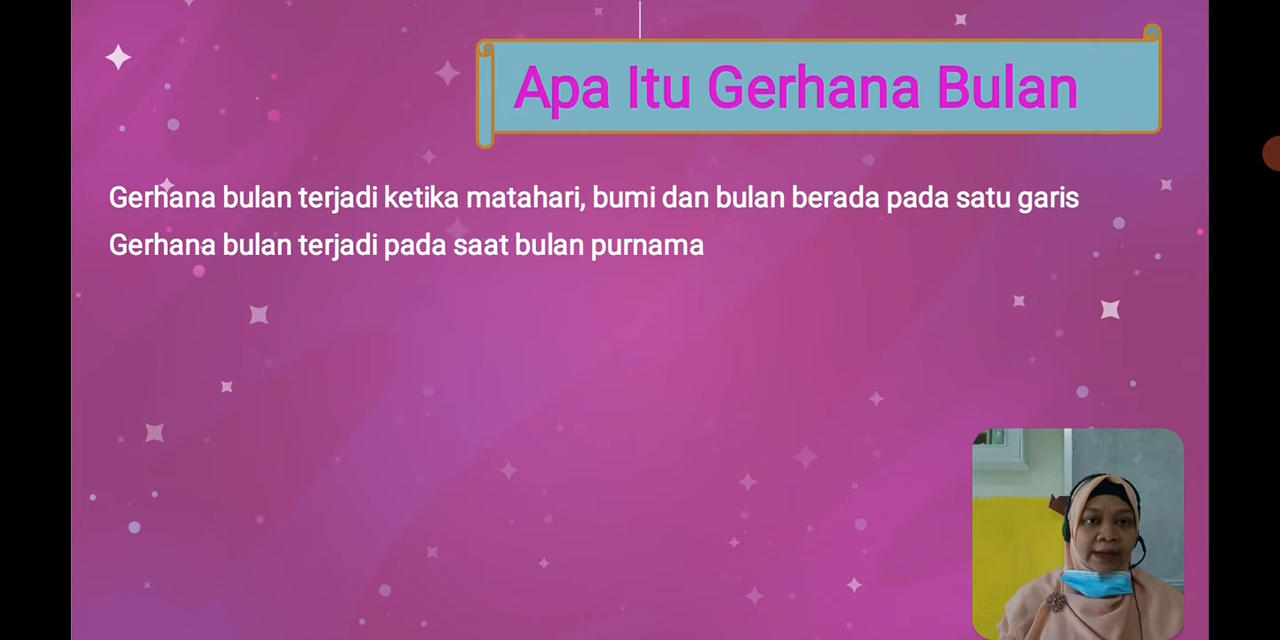 Apa Itu Gerhana Bulan
Gerhana bulan terjadi ketika matahari, bumi dan bulan berada pada satu garis
Gerhana bulan terjadi pada saat bulan purnama